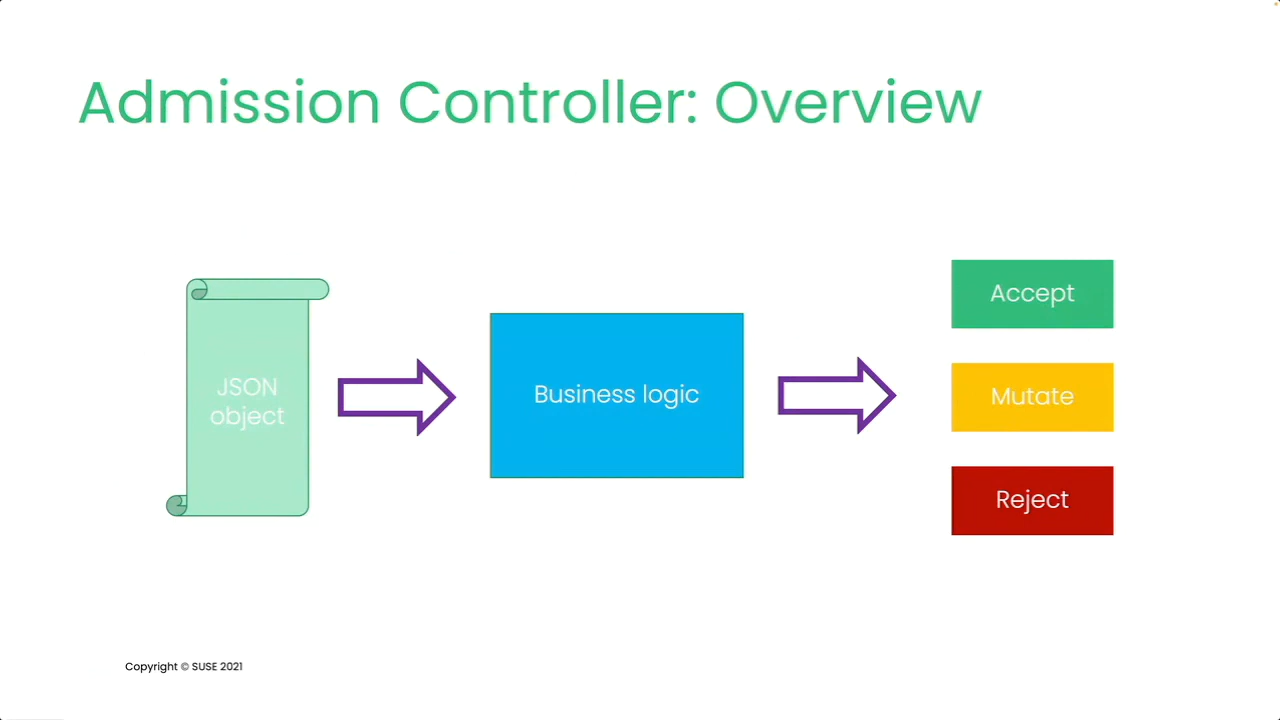 Admission Controller: Overview
JSON
object
Business logic
Accept
Mutate
Reject
Copyright © SUSE 2021